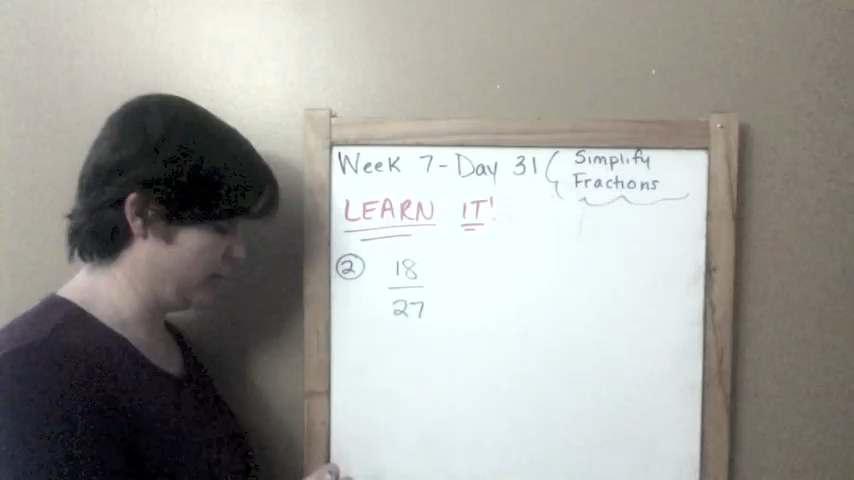 Week 7-Day 31
Simplify
Fractions
LEARN IT!
2 18
27